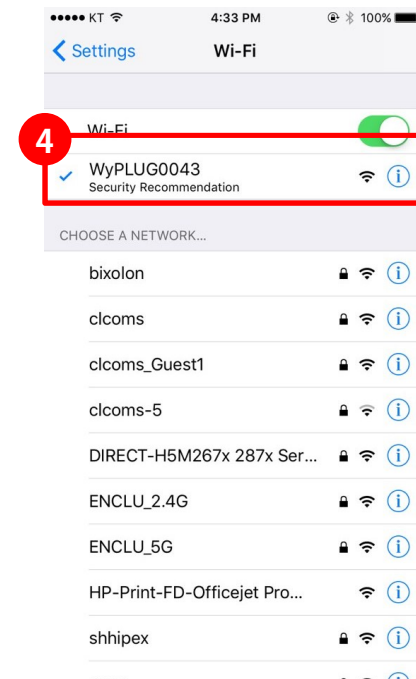 KT 4:33 PM 100%
Settings Wi-Fi
Wi-Fi
4
WyPLUG0043
Security Recommendation
CHOOSE A NETWORK...
bixolon
clcoms
clcoms_Guest1
clcoms-5
DIRECT-H5M267x 287x Ser...
ENCLU_2.4G
ENCLU_5G
HP-Print-FD-Officejet Pro...
shhipex